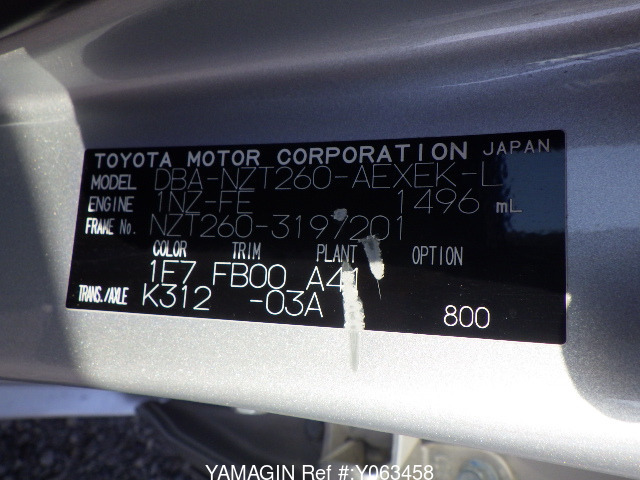 TOYOTA MOTOR CORPORATION JAPAN
MODEL DBA-NZT260-AEXEK-L
ENGINE 1NZ-FE 1496 mL
FRAME No. NZT260-3197201
COLOR TRIM PLANT OPTION
1F7 FB00 A41
TRANS./AXLE K312 -03A
800
YAMAGIN Ref #:Y063458